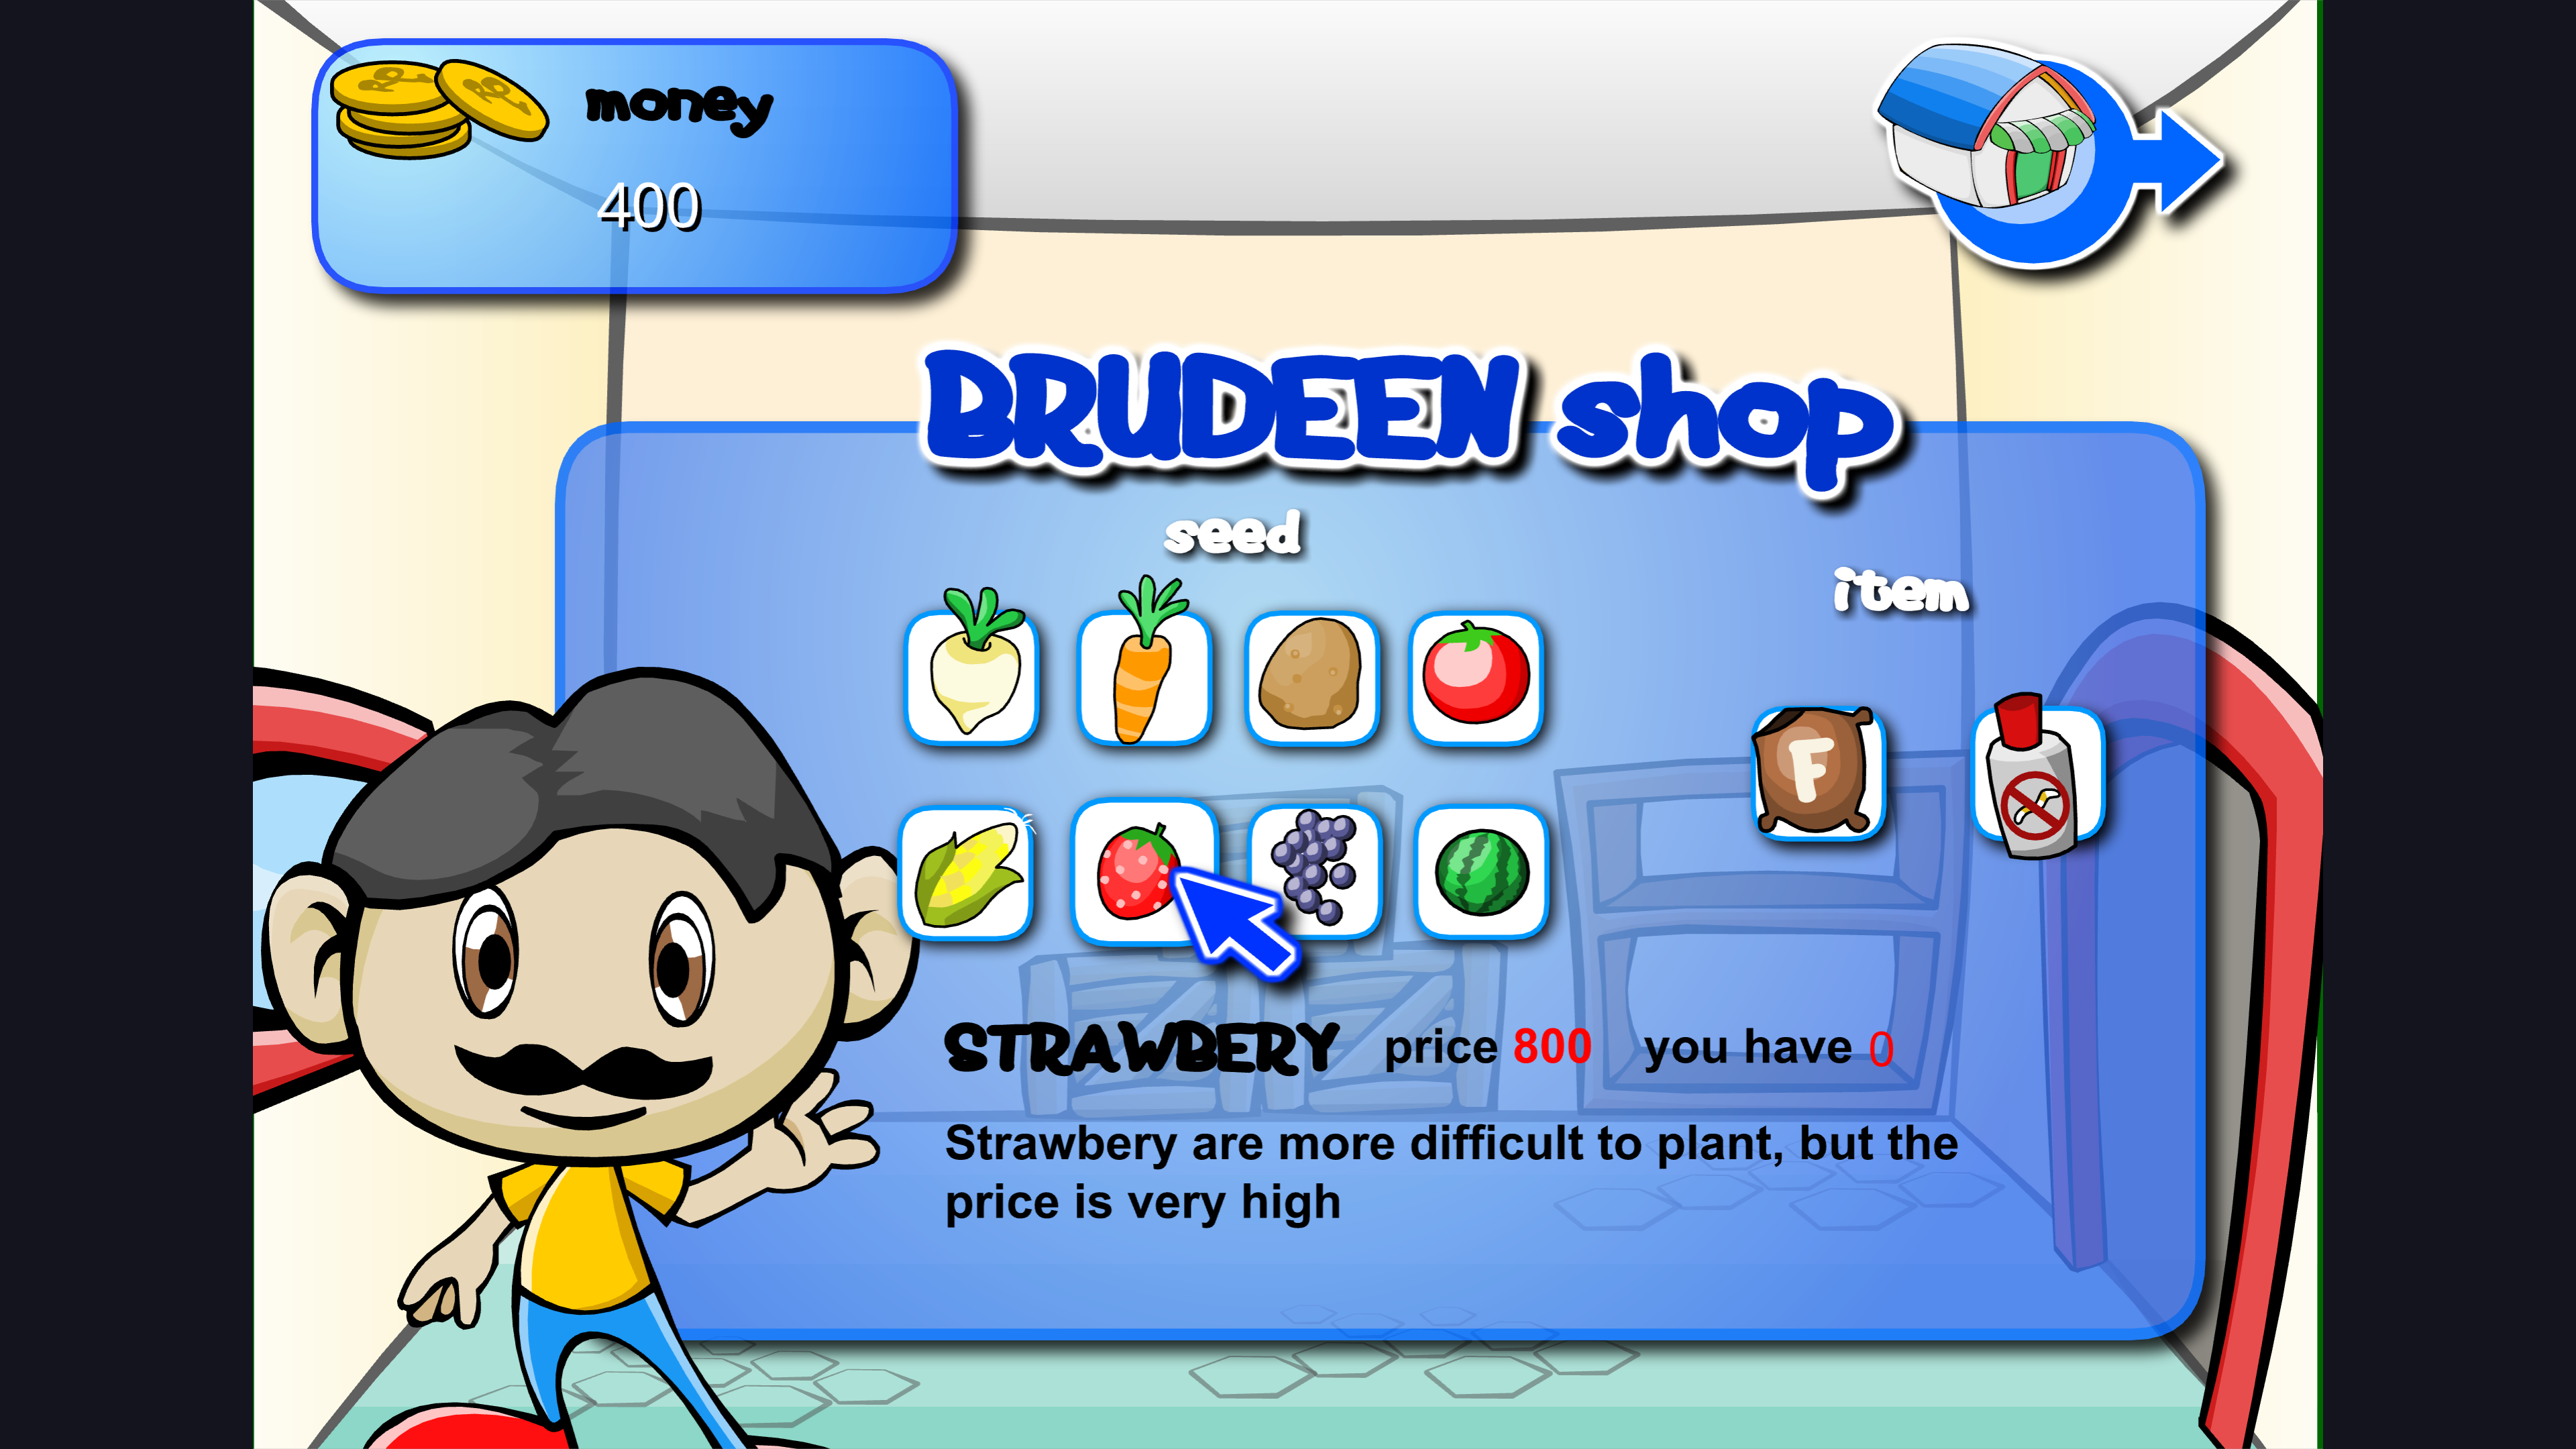 money
400
BRUDEEN shop
seed
item
F
STRAWBERY price 800 you have 0
Strawbery are more difficult to plant, but the
price is very high